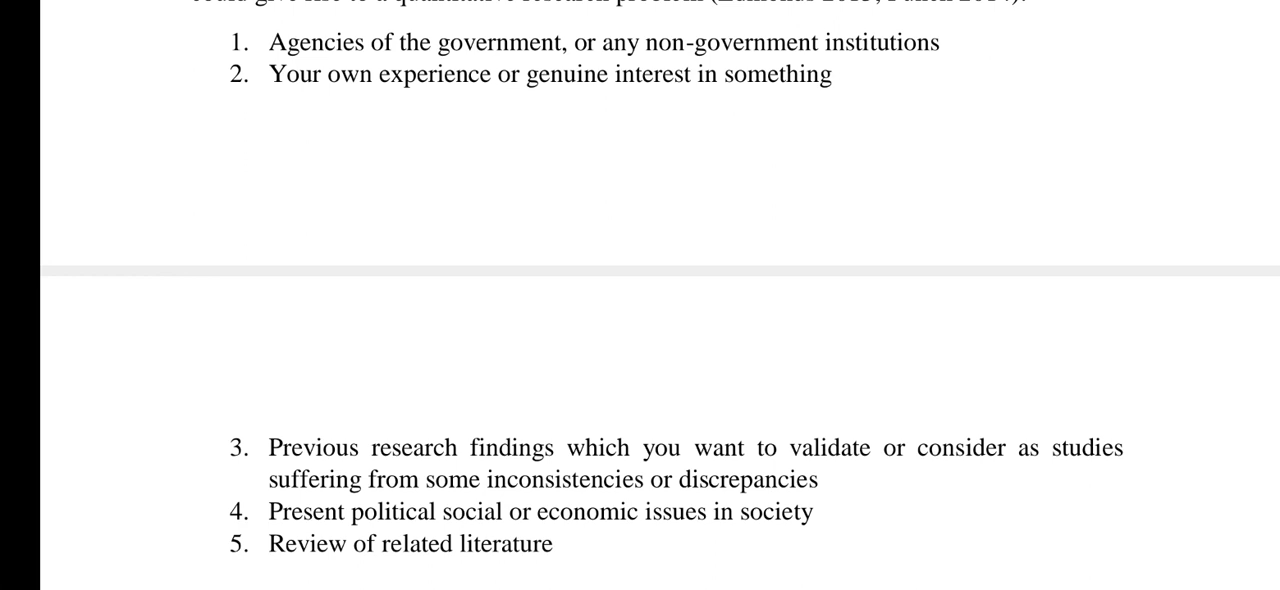 1. Agencies of the government, or any non-government institutions
2. Your own experience or genuine interest in something
3. Previous research findings which you want to validate or consider as studies
suffering from some inconsistencies or discrepancies
4. Present political social or economic issues in society
5. Review of related literature